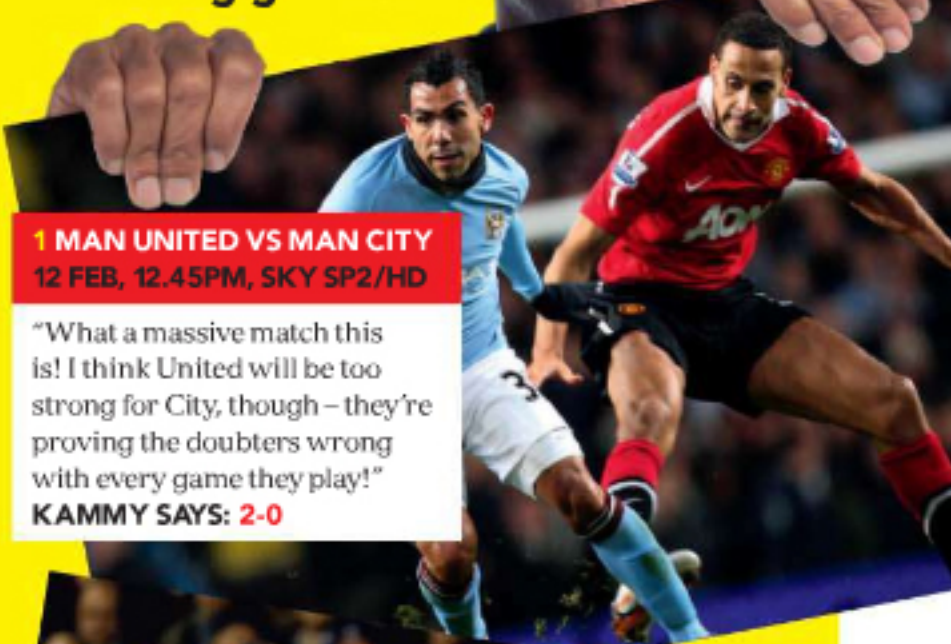 1 MAN UNITED VS MAN CITY
12 FEB, 12.45PM, SKY SP2/HD
“What a massive match this
is! I think United will be too
strong for City, though – they’re
proving the doubters wrong
with every game they play!”
KAMMY SAYS: 2-0
AON
3